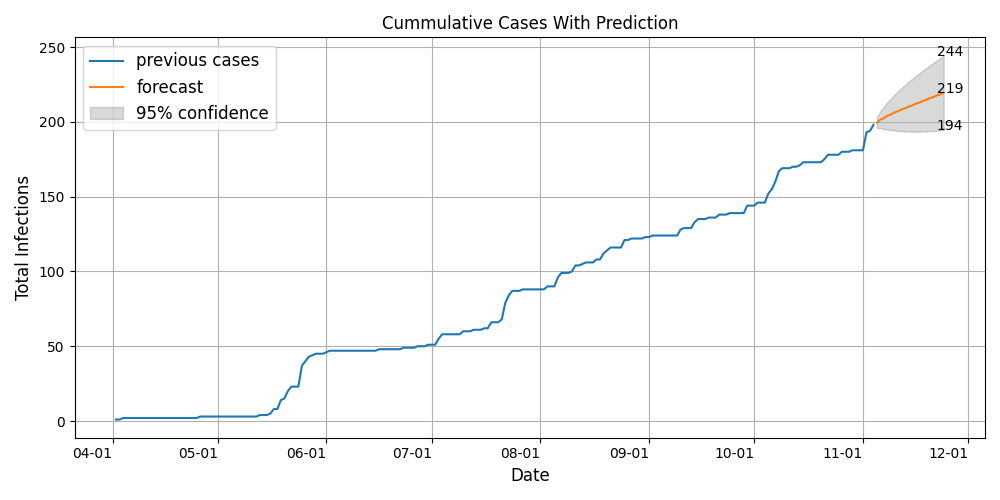 Cummulative Cases With Prediction
previous cases
forecast
95% confidence
244
219
194
250
200
150
100
50
0
Total Infections
04-01 05-01 06-01 07-01 08-01 09-01 10-01 11-01 12-01
Date